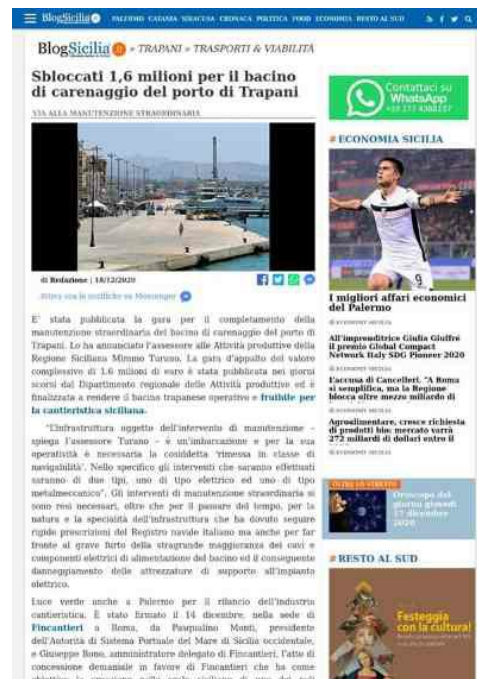 BlogSicilia PALERMO CATANIA SIRACUSA CRONACA POLITICA FOOD ECONOMIA RESTO AL SUD
BlogSicilia » TRAPANI » TRASPORTI & VIABILITÀ
Sbloccati 1,6 milioni per il bacino
di carenaggio del porto di Trapani
VIA ALLA MANUTENZIONE STRAORDINARIA
di Redazione | 18/12/2020
Attiva ora le notifiche su Messenger
E' stata pubblicata la gara per il completamento della
manutenzione straordinaria del bacino di carenaggio del porto di
Trapani. Lo ha annunciato l'assessore alle Attività produttive della
Regione Siciliana Mimmo Turano. La gara d'appalto del valore
complessivo di 1.6 milioni di euro è stata pubblicata nei giorni
scorsi dal Dipartimento regionale delle Attività produttive ed è
finalizzata a rendere il bacino trapanese operativo e fruibile per
la cantieristica siciliana.
"L'infrastruttura oggetto dell'intervento di manutenzione –
spiega l'assessore Turano – è un'imbarcazione e per la sua
operatività è necessaria la cosiddetta 'rimessa in classe di
navigabilità'. Nello specifico gli interventi che saranno effettuati
saranno di due tipi, uno di tipo elettrico ed uno di tipo
metalmeccanico". Gli interventi di manutenzione straordinaria si
sono resi necessari, oltre che per il passare del tempo, per la
natura e la specialità dell'infrastruttura che ha dovuto seguire
rigide prescrizioni del Registro navale italiano ma anche per far
fronte al grave furto della stragrande maggioranza dei cavi e
componenti elettrici di alimentazione del bacino ed il conseguente
danneggiamento delle attrezzature di supporto all'impianto
elettrico.
Luce verde anche a Palermo per il rilancio dell'industria
cantieristica. È stato firmato il 14 dicembre, nella sede di
Fincantieri a Roma, da Pasqualino Monti, presidente
dell'Autorità di Sistema Portuale del Mare di Sicilia occidentale,
e Giuseppe Bono, amministratore delegato di Fincantieri, l'atto di
concessione demaniale in favore di Fincantieri che ha come
Contattaci su
WhatsApp
# ECONOMIA SICILIA
I migliori affari economici
del Palermo
ECONOMIA SICILIA
All'imprenditrice Giulia Giuffrè
il premio Global Compact
Network Italy SDG Pioneer 2020
ECONOMIA SICILIA
L'accusa di Cancelleri, "A Roma
si semplifica, ma la Regione
blocca oltre mezzo miliardo di
ECONOMIA SICILIA
Agroalimentare, cresce richiesta
di prodotti bio: mercato varrà
272 miliardi di dollari entro il
ECONOMIA SICILIA
OLTRE LO STRETTO
Oroscopo del
giorno giovedì
17 dicembre
2020
# RESTO AL SUD
Festeggia
con la cultura!